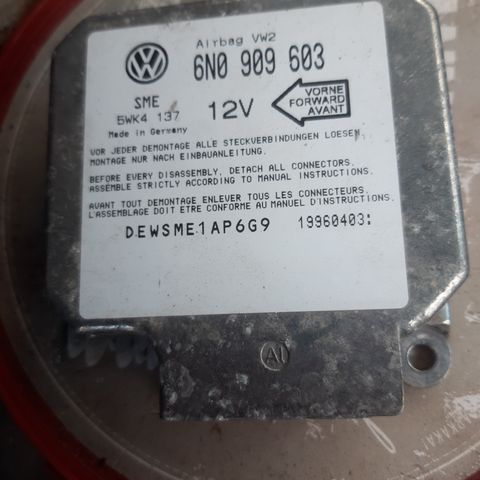 Airbag VW2
6N0 909 603
SME
5WK4 137
Made in Germany
12V
VORNE
FORWARD
AVANT
VOR JEDER DEMONTAGE ALLE STECKVERBINDUNGEN LOESEN,
MONTAGE NUR NACH EINBAUANLEITUNG.
BEFORE EVERY DISASSEMBLY, DETACH ALL CONNECTORS.
ASSEMBLE STRICTLY ACCORDING TO MANUAL INSTRUCTIONS.
AVANT TOUT DEMONTAGE ENLEVER TOUS LES CONNECTEURS.
L'ASSEMBLAGE DOIT ETRE CONFORME AU MANUEL D'INSTRUCTIONS.
DEWSME1AP6G9 19960403: